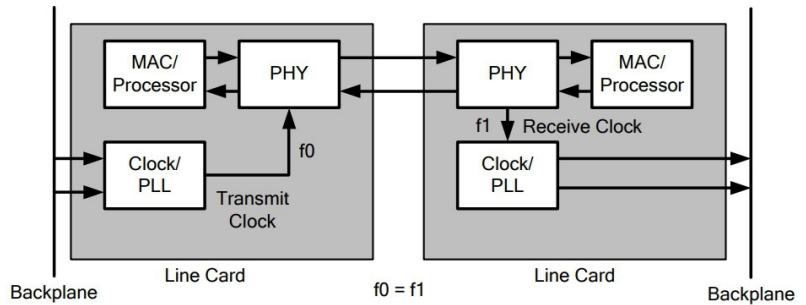 MAC/
Processor
PHY
PHY
MAC/
Processor
f0
f1
Receive Clock
Clock/
PLL
Transmit
Clock
Clock/
PLL
Backplane
Line Card
f0 = f1
Line Card
Backplane